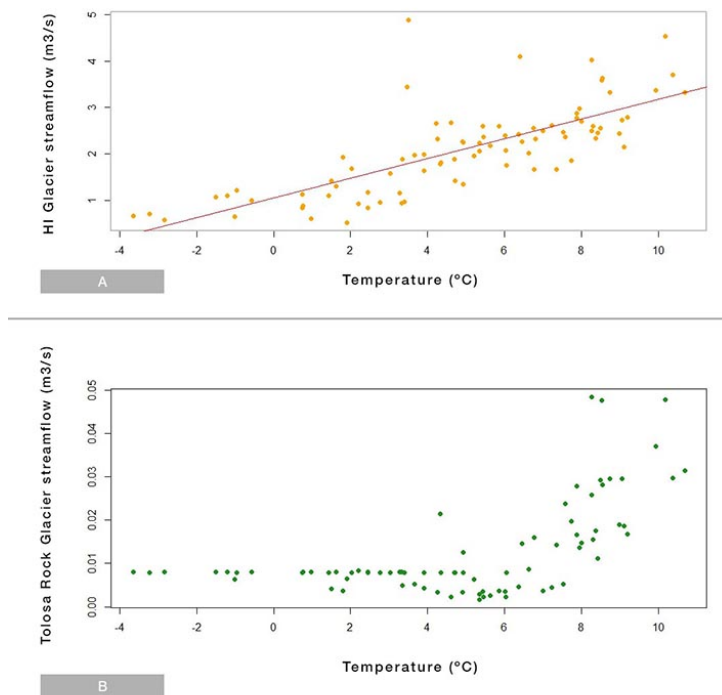 HI Glacier streamflow (m3/s)
5
4
3
2
1
-4 -2 0 2 4 6 8 10
Temperature (ºC)
A
Tolosa Rock Glacier streamflow (m3/s)
0.05
0.04
0.03
0.02
0.01
0.00
-4 -2 0 2 4 6 8 10
Temperature (ºC)
B